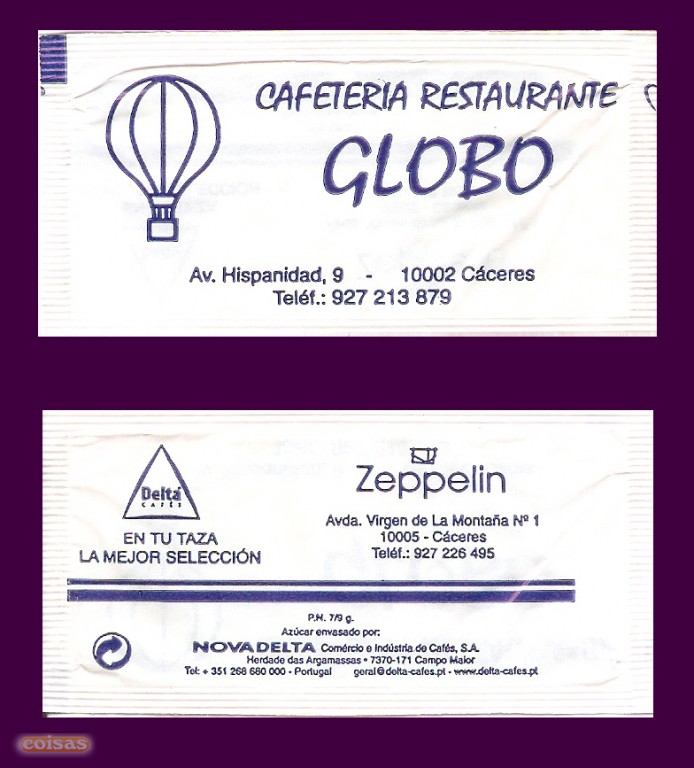 CAFETERIA RESTAURANTE
GLOBO
Av. Hispanidad, 9 - 10002 Cáceres
Teléf.: 927 213 879
Delta
CAFÉS
EN TU TAZA
LA MEJOR SELECCIÓN
Zeppelin
Avda. Virgen de La Montaña Nº 1
10005 - Cáceres
Teléf.: 927 226 495
P.N. 7/9 g.
Azúcar envasado por:
NOVADELTA Comércio e Indústria de Cafés, S.A.
Herdade das Argamassas • 7370-171 Campo Maior
Tel: + 351 268 680 000 - Portugal geral@delta-cafes.pt - www.delta-cafes.pt
coisas